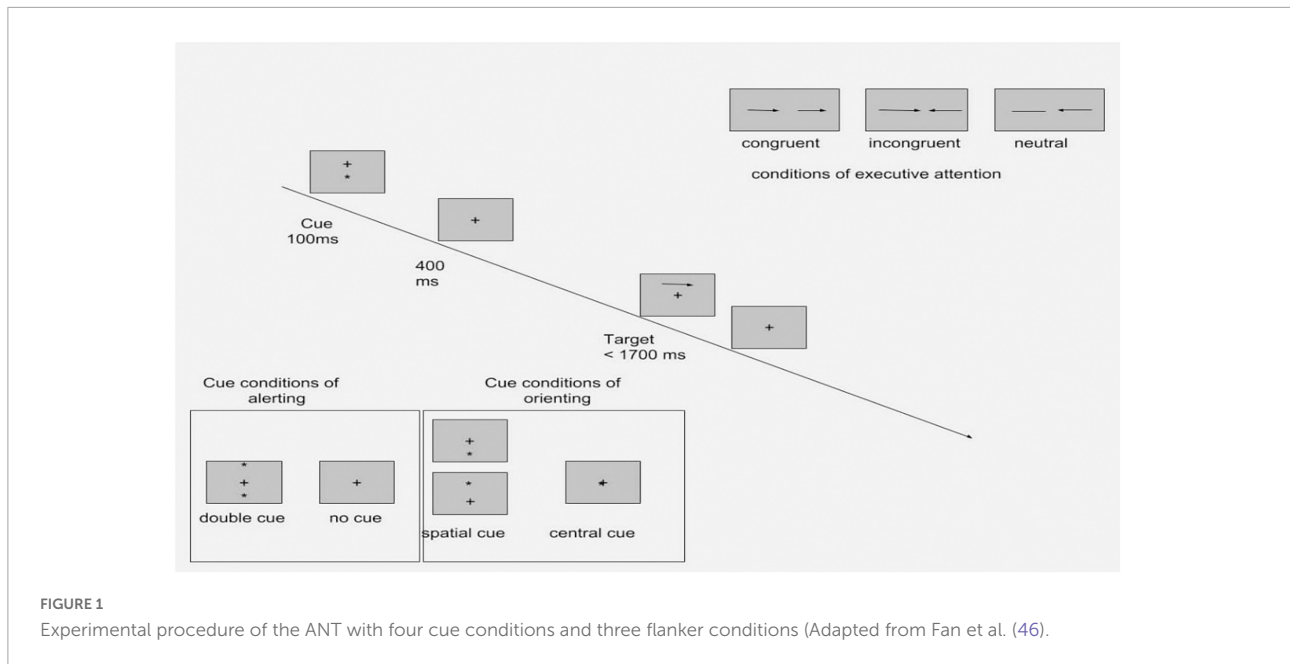 congruent incongruent neutral
conditions of executive attention
Cue
100ms
400
ms
Target
< 1700 ms
Cue conditions of
alerting
Cue conditions of
orienting
double cue no cue
spatial cue central cue
FIGURE 1
Experimental procedure of the ANT with four cue conditions and three flanker conditions (Adapted from Fan et al. (46).